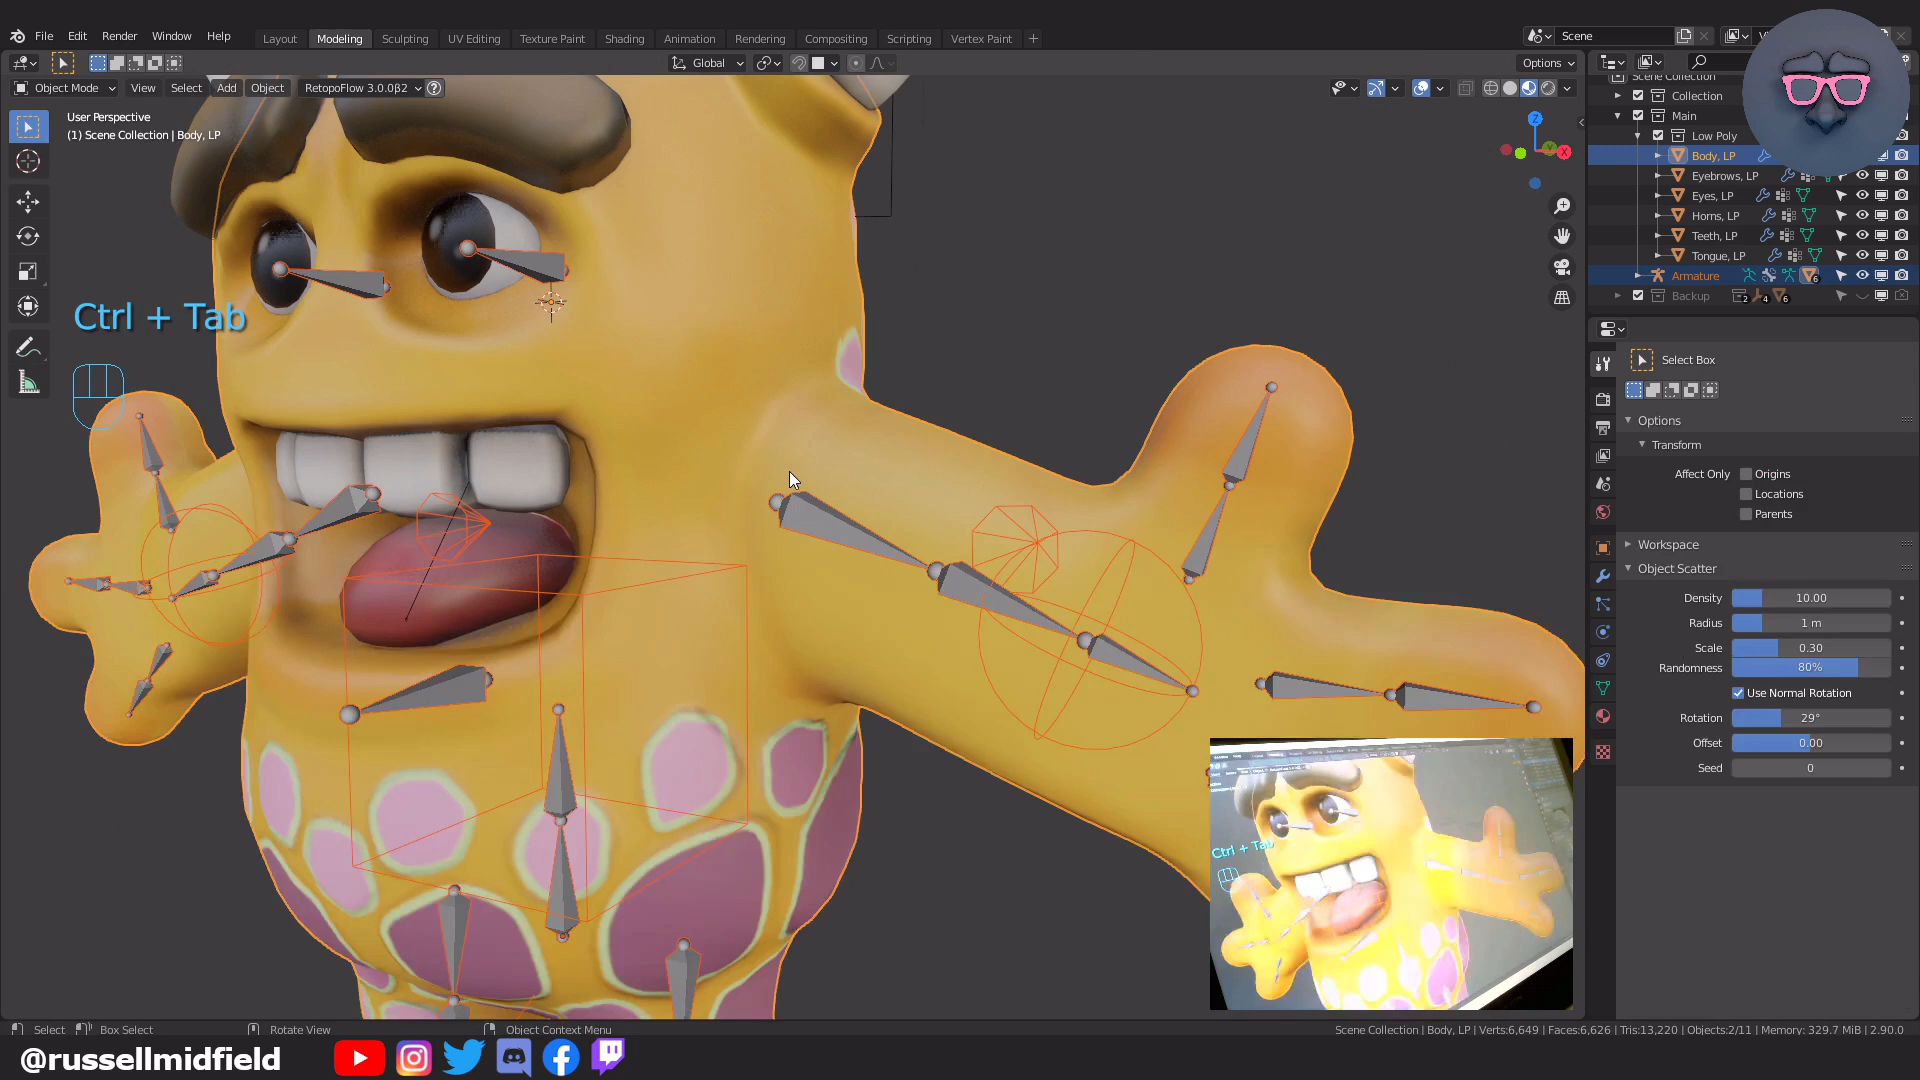 File Edit Render Window Help Layout Modeling Sculpting UV Editing Texture Paint Shading Animation Rendering Compositing Scripting Vertex Paint + Scene
Global Options
Object Mode View Select Add Object RetopoFlow 3.0.0β2 ?
User Perspective
(1) Scene Collection | Body, LP
Z
Y
X
Ctrl + Tab
Scene Collection
Collection
Main
Low Poly
Body, LP
Eyebrows, LP
Eyes, LP
Horns, LP
Teeth, LP
Tongue, LP
Armature 6
Backup 2 4 6
Select Box
Options
Transform
Affect Only Origins
Locations
Parents
Workspace
Object Scatter
Density 10.00
Radius 1 m
Scale 0.30
Randomness 80%
Use Normal Rotation
Rotation 29°
Offset 0.00
Seed 0
Ctrl + Tab
Select Box Select Rotate View Object Context Menu
Scene Collection | Body, LP | Verts:6,649 | Faces:6,626 | Tris:13,220 | Objects:2/11 | Memory: 329.7 MiB | 2.90.0
@russellmidfield